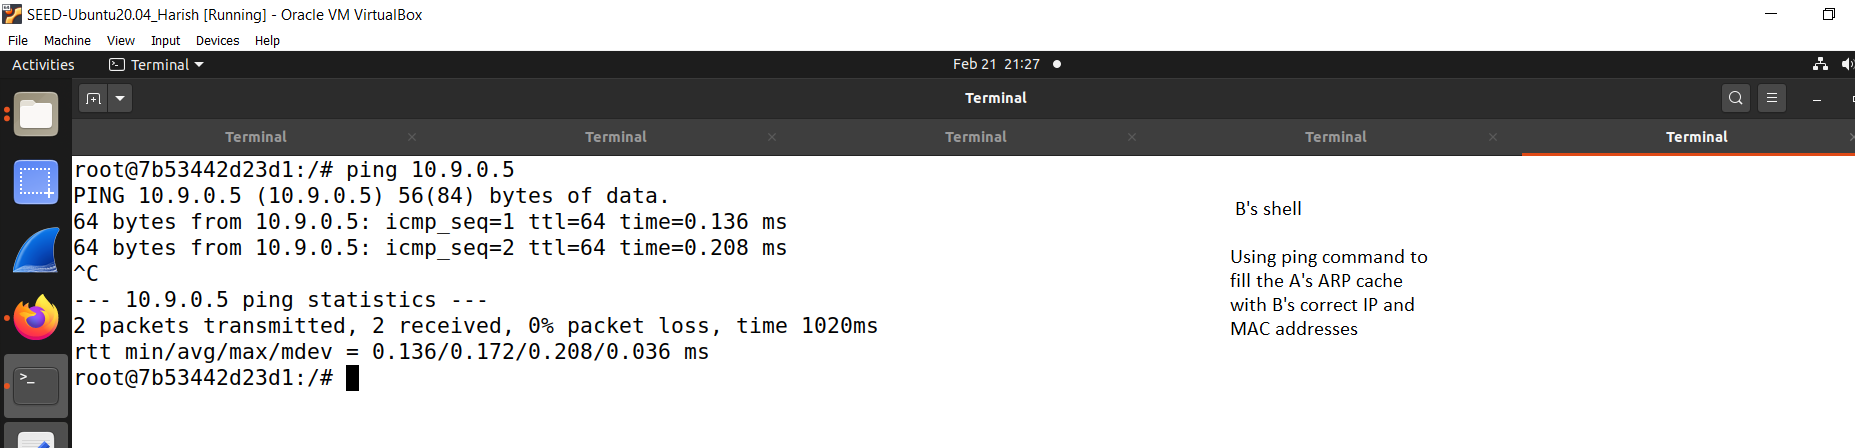 SEED-Ubuntu20.04_Harish [Running] - Oracle VM VirtualBox
File Machine View Input Devices Help
Activities Terminal Feb 21 21:27
Terminal
Terminal Terminal Terminal Terminal Terminal
root@7b53442d23d1:/# ping 10.9.0.5
PING 10.9.0.5 (10.9.0.5) 56(84) bytes of data.
64 bytes from 10.9.0.5: icmp_seq=1 ttl=64 time=0.136 ms
64 bytes from 10.9.0.5: icmp_seq=2 ttl=64 time=0.208 ms
^C
--- 10.9.0.5 ping statistics ---
2 packets transmitted, 2 received, 0% packet loss, time 1020ms
rtt min/avg/max/mdev = 0.136/0.172/0.208/0.036 ms
root@7b53442d23d1:/#
B's shell
Using ping command to
fill the A's ARP cache
with B's correct IP and
MAC addresses